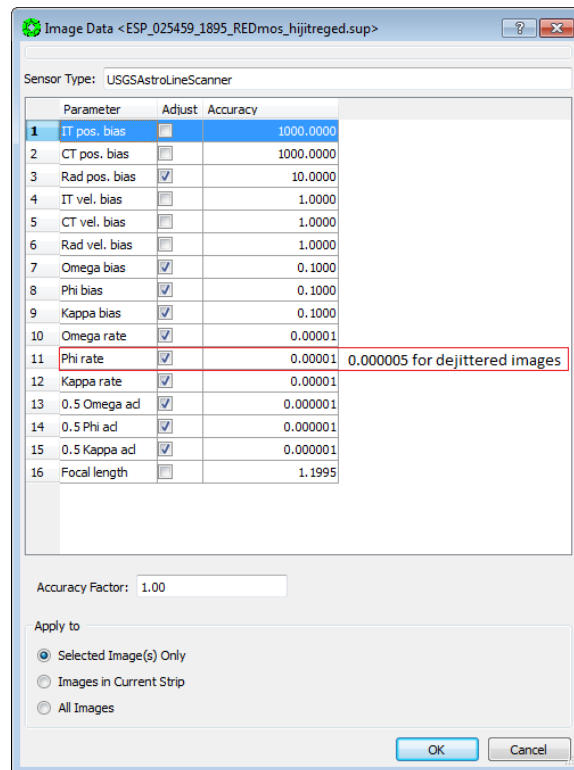 Image Data <ESP_025459_1895_REDmos_hijitreged.sup>
Sensor Type: USGSAstroLineScanner
Parameter Adjust Accuracy
1 IT pos. bias 1000.0000
2 CT pos. bias 1000.0000
3 Rad pos. bias 10.0000
4 IT vel. bias 1.0000
5 CT vel. bias 1.0000
6 Rad vel. bias 1.0000
7 Omega bias 0.1000
8 Phi bias 0.1000
9 Kappa bias 0.1000
10 Omega rate 0.00001
11 Phi rate 0.00001 0.000005 for dejittered images
12 Kappa rate 0.00001
13 0.5 Omega acl 0.000001
14 0.5 Phi acl 0.000001
15 0.5 Kappa acl 0.000001
16 Focal length 1.1995
Accuracy Factor: 1.00
Apply to
Selected Image(s) Only
Images in Current Strip
All Images
OK Cancel